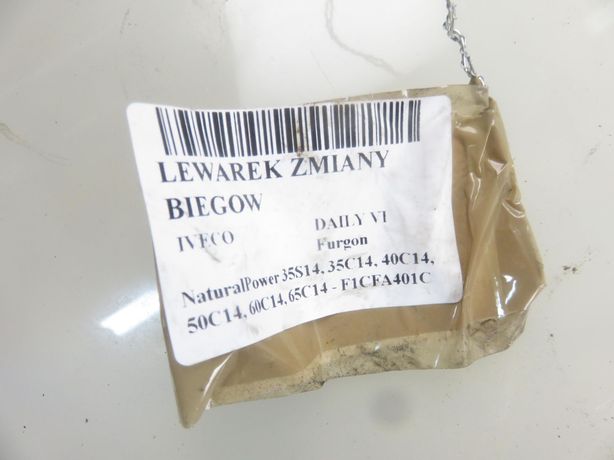 LEWAREK ZMIANY
BIEGOW
IVECO DAILY VI
Furgon
NaturalPower 35S14, 35C14, 40C14,
50C14, 60C14, 65C14 - F1CFA401C